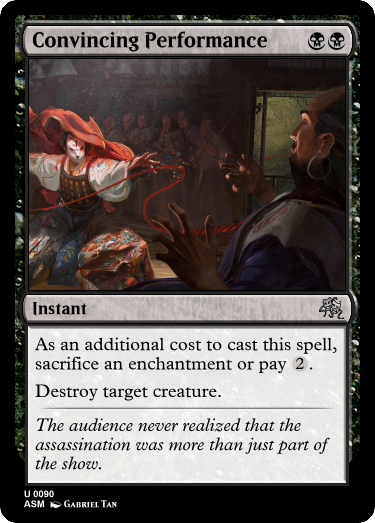 Convincing Performance
Instant
As an additional cost to cast this spell,
sacrifice an enchantment or pay 2.
Destroy target creature.
The audience never realized that the
assassination was more than just part of
the show.
U 0090
ASM Gabriel Tan